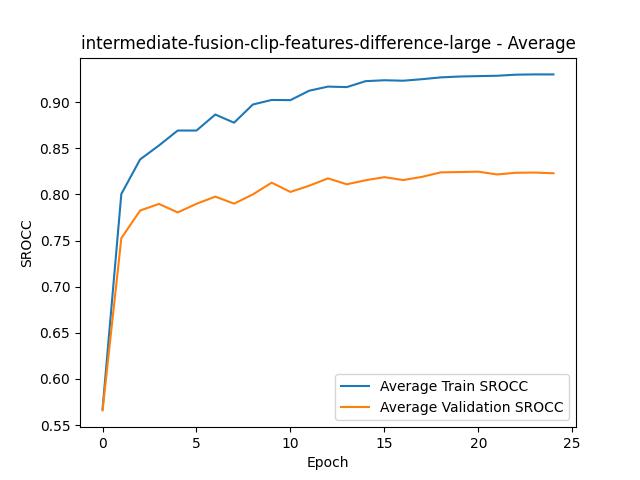 intermediate-fusion-clip-features-difference-large - Average
SROCC
0.90
0.85
0.80
0.75
0.70
0.65
0.60
0.55
0 5 10 15 20 25
Epoch
Average Train SROCC
Average Validation SROCC